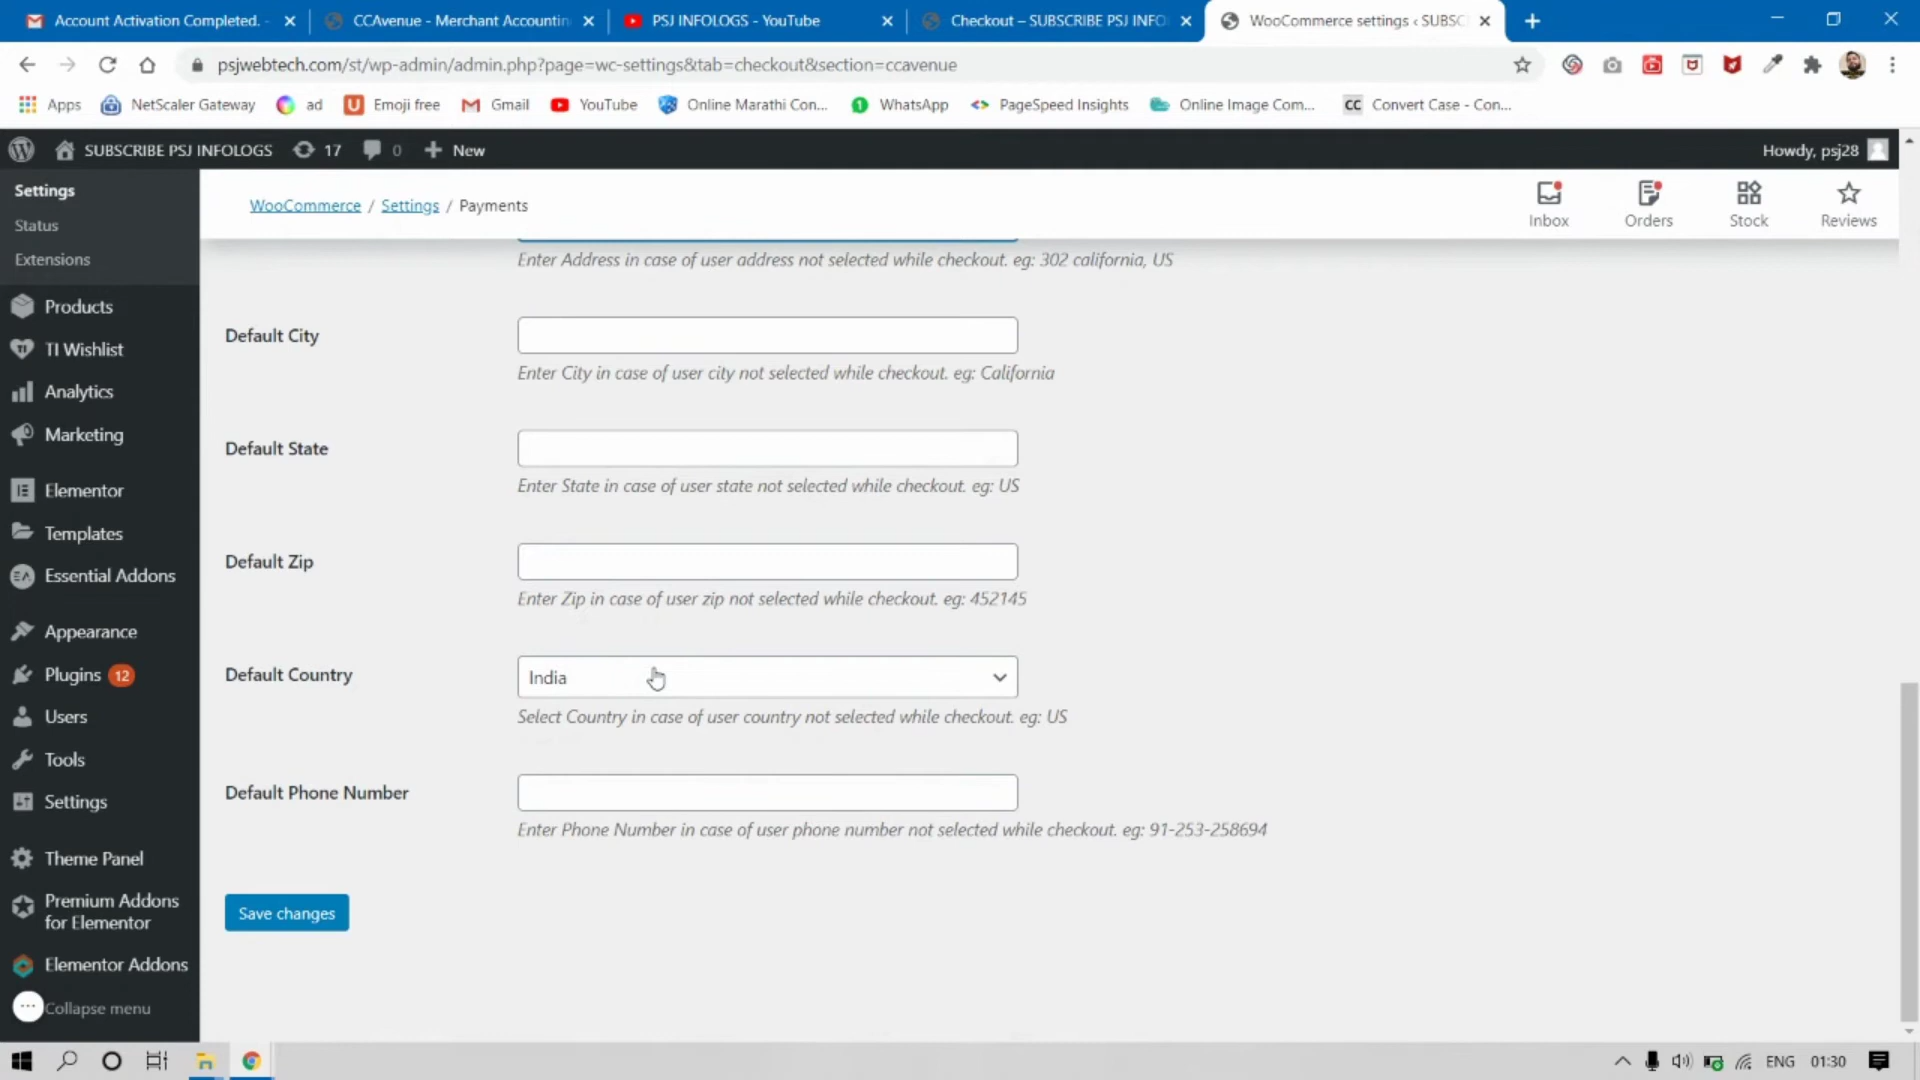 Account Activation Completed. -
CCAvenue - Merchant Accountin
PSJ INFOLOGS - YouTube
Checkout – SUBSCRIBE PSJ INFO
WooCommerce settings ‹ SUBSC
psjwebtech.com/st/wp-admin/admin.php?page=wc-settings&tab=checkout&section=ccavenue
Apps
NetScaler Gateway
ad
Emoji free
Gmail
YouTube
Online Marathi Con...
WhatsApp
PageSpeed Insights
Online Image Com...
CC Convert Case - Con...
SUBSCRIBE PSJ INFOLOGS
17
0
New
Howdy, psj28
Settings
Status
Extensions
Products
TI Wishlist
Analytics
Marketing
Elementor
Templates
Essential Addons
Appearance
Plugins 12
Users
Tools
Settings
Theme Panel
Premium Addons
for Elementor
Elementor Addons
Collapse menu
WooCommerce / Settings / Payments
Inbox
Orders
Stock
Reviews
Enter Address in case of user address not selected while checkout. eg: 302 california, US
Default City
Enter City in case of user city not selected while checkout. eg: California
Default State
Enter State in case of user state not selected while checkout. eg: US
Default Zip
Enter Zip in case of user zip not selected while checkout. eg: 452145
Default Country
India
Select Country in case of user country not selected while checkout. eg: US
Default Phone Number
Enter Phone Number in case of user phone number not selected while checkout. eg: 91-253-258694
Save changes
ENG
01:30